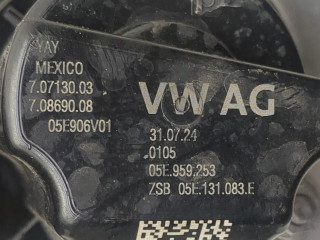 YAY
MEXICO
7.07130.03
7.08690.08
05E906V01
VW AG
31.07.24
0105
05E.959.253
ZSB 05E.131.083.E